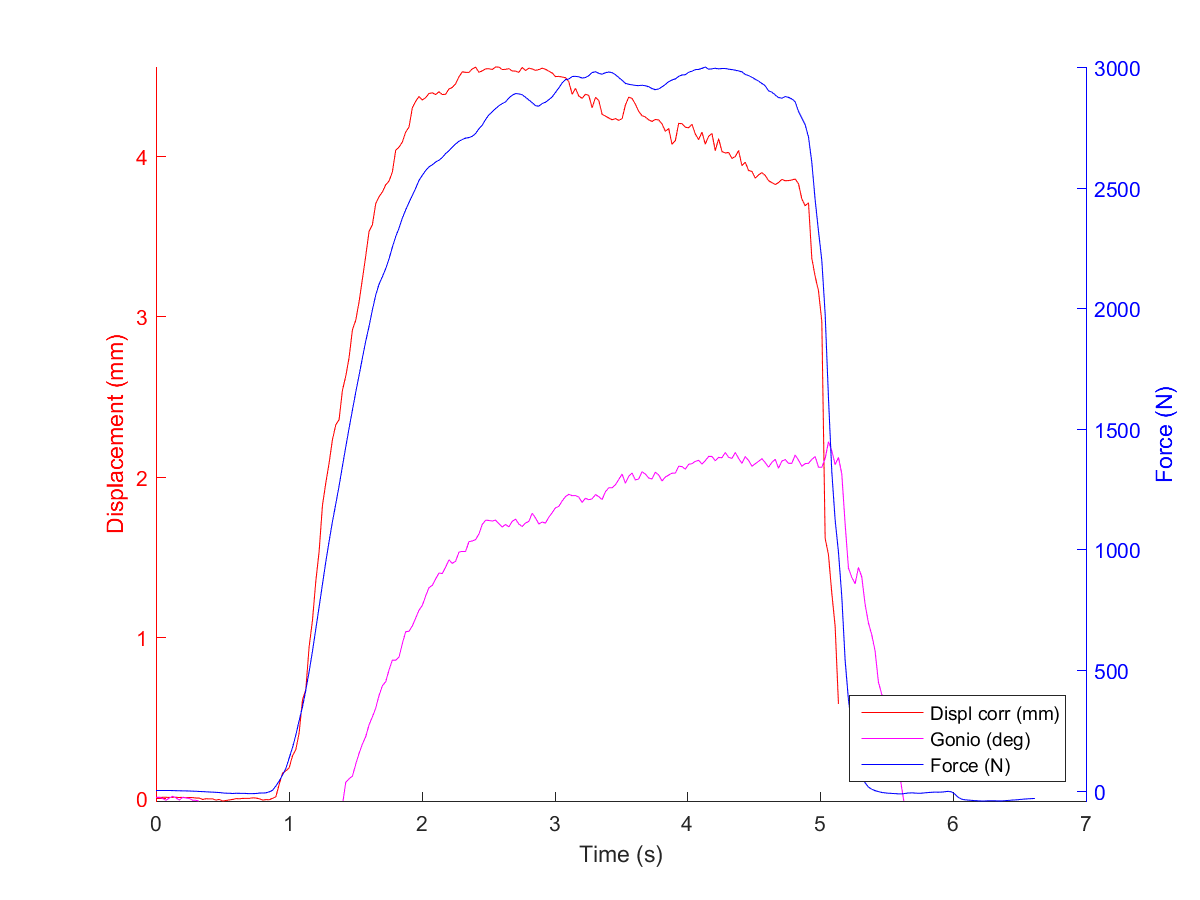 Displacement (mm)
4
3
2
1
0
3000
2500
2000
1500
1000
500
0
Force (N)
Displ corr (mm)
Gonio (deg)
Force (N)
0 1 2 3 4 5 6 7
Time (s)